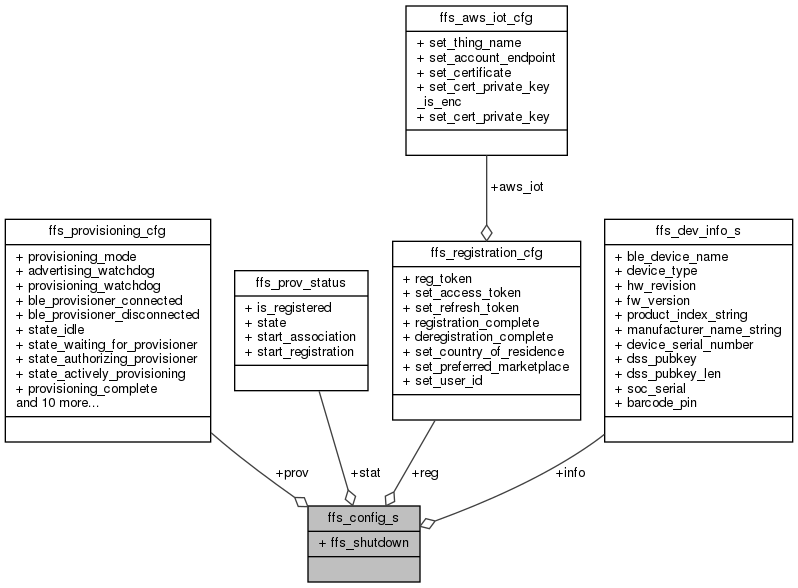 ffs_aws_iot_cfg
+ set_thing_name
+ set_account_endpoint
+ set_certificate
+ set_cert_private_key
_is_enc
+ set_cert_private_key
+aws_iot
ffs_provisioning_cfg
+ provisioning_mode
+ advertising_watchdog
+ provisioning_watchdog
+ ble_provisioner_connected
+ ble_provisioner_disconnected
+ state_idle
+ state_waiting_for_provisioner
+ state_authorizing_provisioner
+ state_actively_provisioning
+ provisioning_complete
and 10 more...
ffs_prov_status
+ is_registered
+ state
+ start_association
+ start_registration
ffs_registration_cfg
+ reg_token
+ set_access_token
+ set_refresh_token
+ registration_complete
+ deregistration_complete
+ set_country_of_residence
+ set_preferred_marketplace
+ set_user_id
ffs_dev_info_s
+ ble_device_name
+ device_type
+ hw_revision
+ fw_version
+ product_index_string
+ manufacturer_name_string
+ device_serial_number
+ dss_pubkey
+ dss_pubkey_len
+ soc_serial
+ barcode_pin
+prov
+stat
+reg
+info
ffs_config_s
+ ffs_shutdown